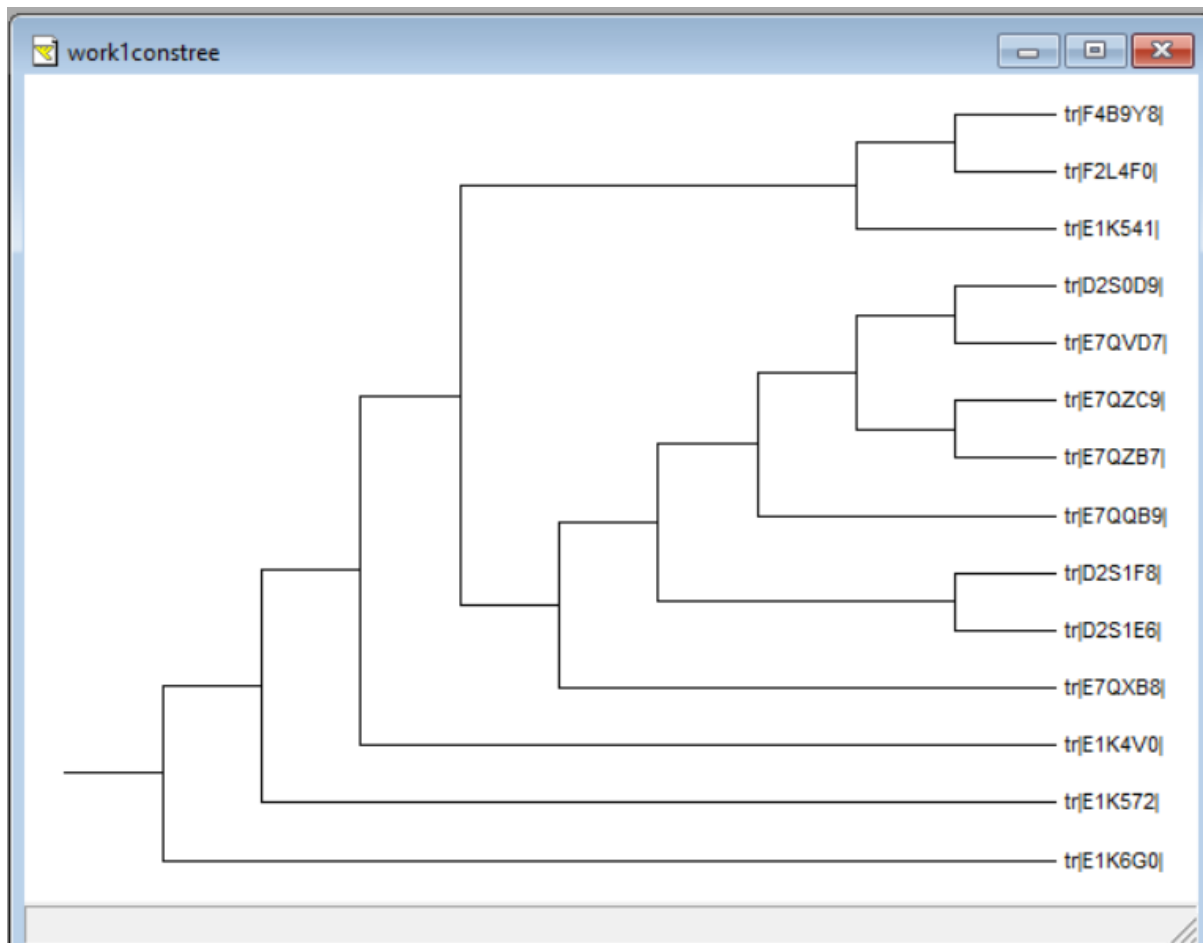 work1constree
tr|F4B9Y8|
tr|F2L4F0|
tr|E1K541|
tr|D2S0D9|
tr|E7QVD7|
tr|E7QZC9|
tr|E7QZB7|
tr|E7QQB9|
tr|D2S1F8|
tr|D2S1E6|
tr|E7QXB8|
tr|E1K4V0|
tr|E1K572|
tr|E1K6G0|